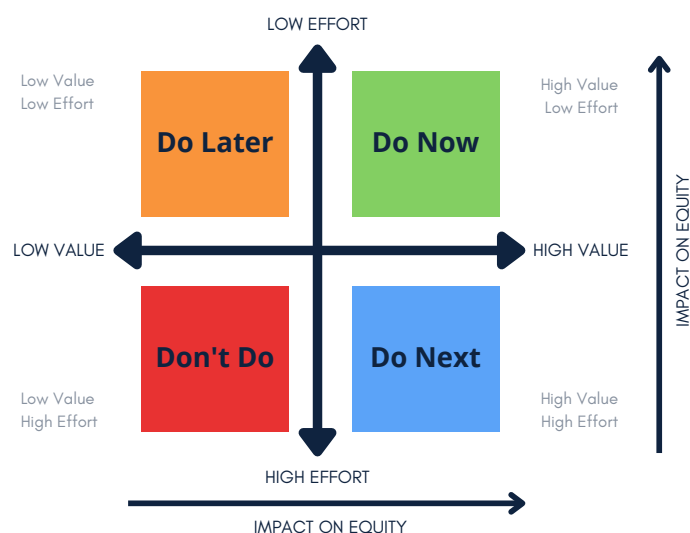 LOW EFFORT
Low Value
Low Effort
High Value
Low Effort
Do Later
Do Now
LOW VALUE
HIGH VALUE
IMPACT ON EQUITY
Don't Do
Do Next
Low Value
High Effort
High Value
High Effort
HIGH EFFORT
IMPACT ON EQUITY